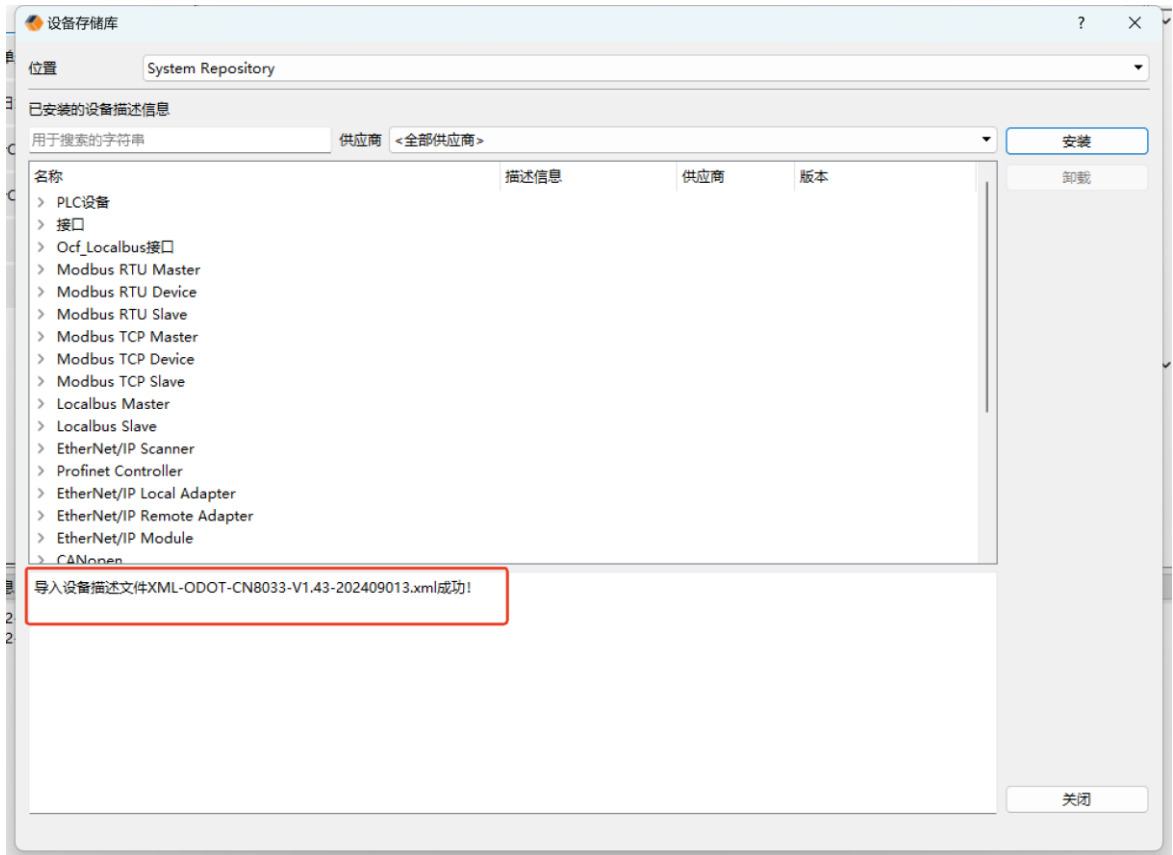 设备存储库
位置 System Repository
已安装的设备描述信息
用于搜索的字符串 供应商 <全部供应商> 安装
名称 描述信息 供应商 版本 卸载
PLC设备
接口
Ocf_Localbus接口
Modbus RTU Master
Modbus RTU Device
Modbus RTU Slave
Modbus TCP Master
Modbus TCP Device
Modbus TCP Slave
Localbus Master
Localbus Slave
EtherNet/IP Scanner
Profinet Controller
EtherNet/IP Local Adapter
EtherNet/IP Remote Adapter
EtherNet/IP Module
CANopen
导入设备描述文件XML-ODOT-CN8033-V1.43-202409013.xml成功!
关闭